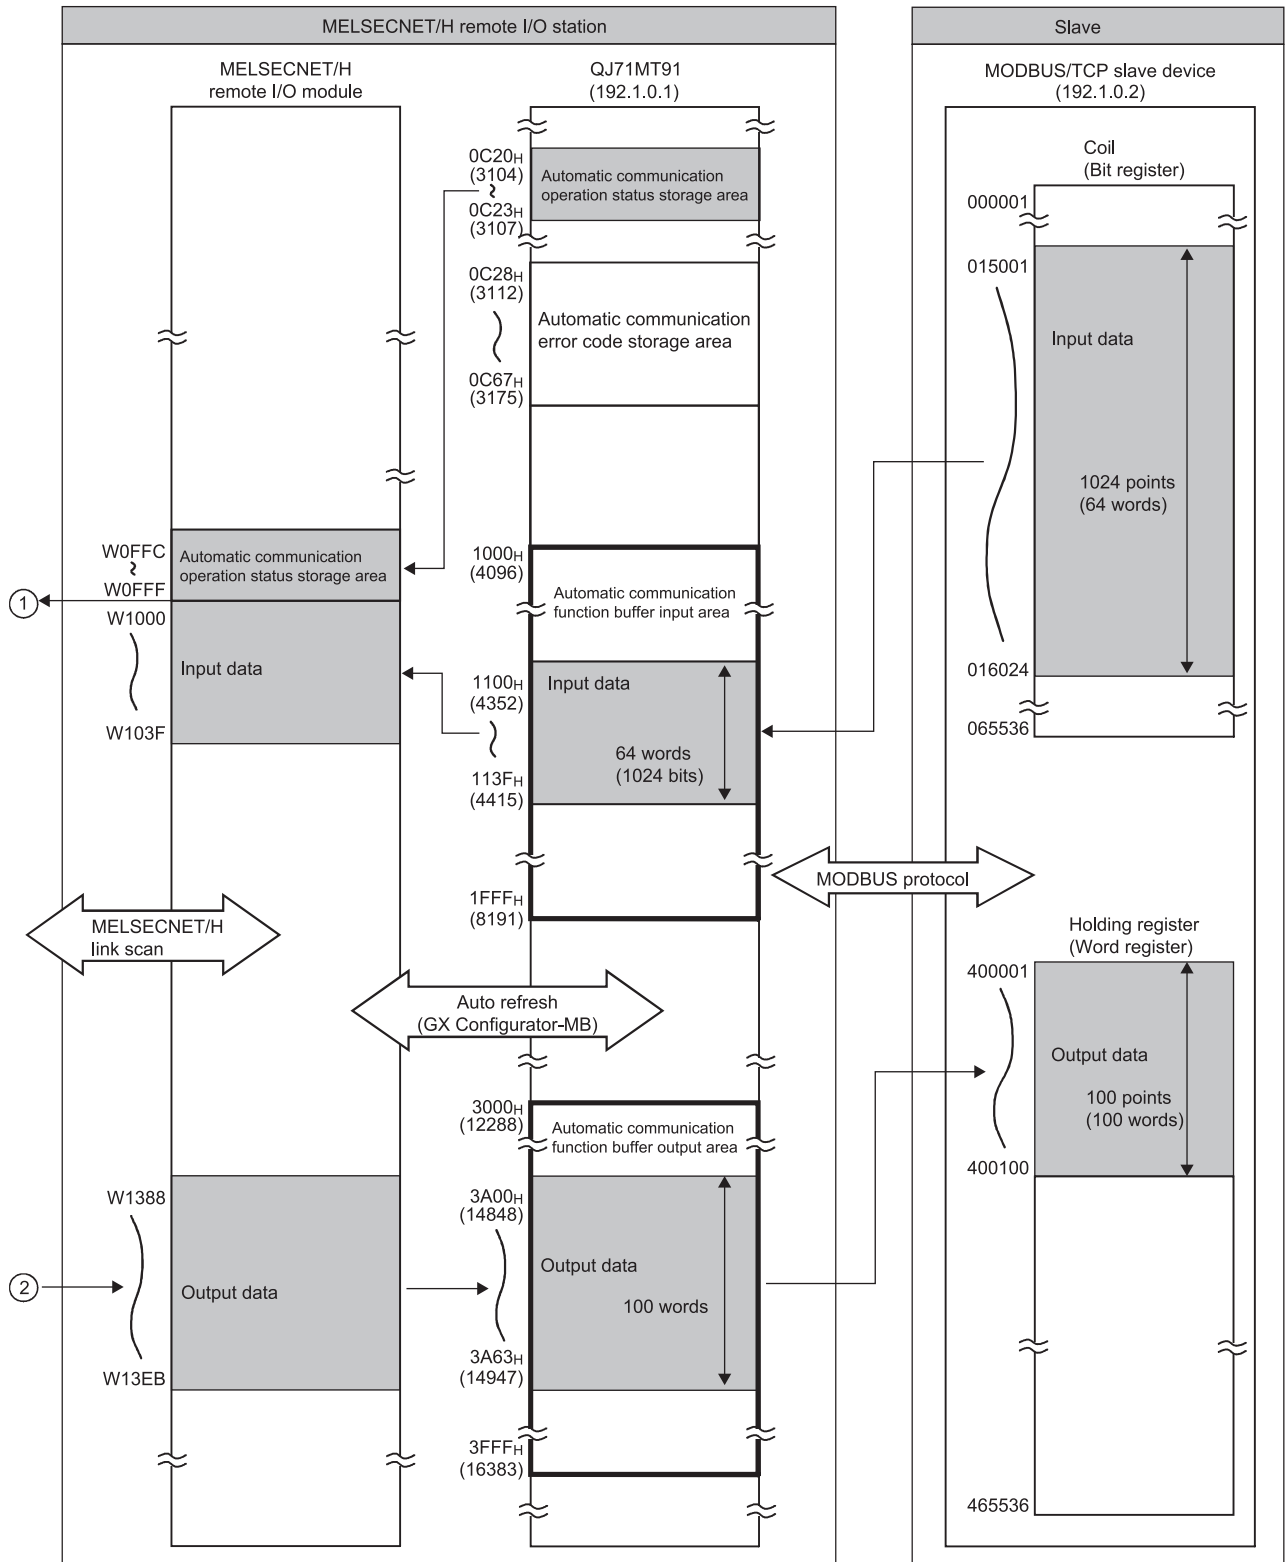 MELSECNET/H remote I/O station
Slave
MELSECNET/H
remote I/O module
QJ71MT91
(192.1.0.1)
MODBUS/TCP slave device
(192.1.0.2)
0C20H
(3104)
0C23H
(3107)
Automatic communication
operation status storage area
0C28H
(3112)
0C67H
(3175)
Automatic communication
error code storage area
Coil
(Bit register)
000001
015001
Input data
1024 points
(64 words)
016024
065536
W0FFC
W0FFF
Automatic communication
operation status storage area
1
W1000
W103F
Input data
1000H
(4096)
Automatic communication
function buffer input area
1100H
(4352)
Input data
64 words
(1024 bits)
113FH
(4415)
1FFFH
(8191)
MODBUS protocol
MELSECNET/H
link scan
Auto refresh
(GX Configurator-MB)
Holding register
(Word register)
400001
Output data
100 points
(100 words)
400100
465536
3000H
(12288)
Automatic communication
function buffer output area
W1388
2
Output data
W13EB
3A00H
(14848)
Output data
100 words
3A63H
(14947)
3FFFH
(16383)